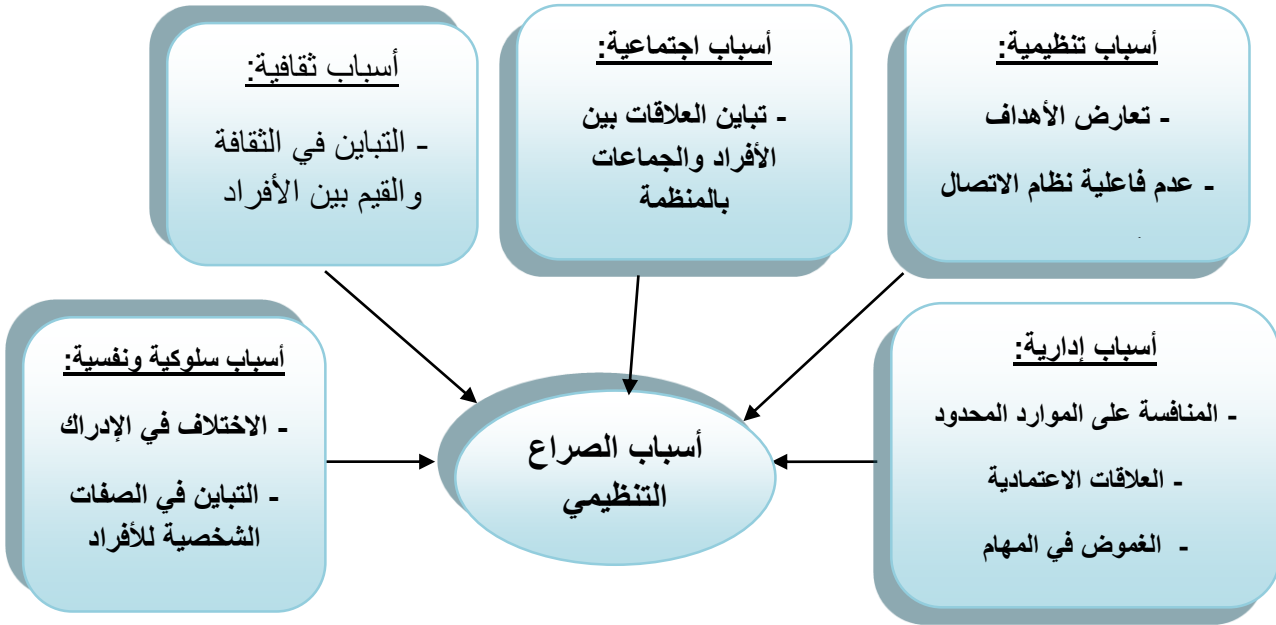 أسباب تنظيمية:
- تعارض الأهداف
- عدم فاعلية نظام الاتصال
أسباب اجتماعية:
- تباين العلاقات بين
الأفراد والجماعات
بالمنظمة
أسباب ثقافية:
- التباين في الثقافة
والقيم بين الأفراد
أسباب إدارية:
- المنافسة على الموارد المحدود
- العلاقات الاعتمادية
- الغموض في المهام
أسباب الصراع
التنظيمي
أسباب سلوكية ونفسية:
- الاختلاف في الإدراك
- التباين في الصفات
الشخصية للأفراد